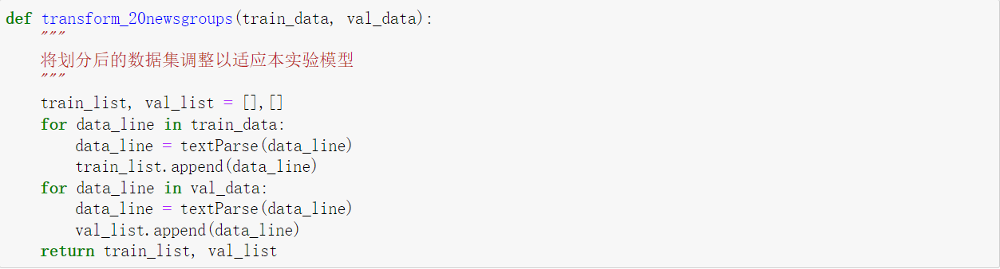 def transform_20newsgroups(train_data, val_data):
    """
    将划分后的数据集调整以适应本实验模型
    """
    train_list, val_list = [],[]
    for data_line in train_data:
        data_line = textParse(data_line)
        train_list.append(data_line)
    for data_line in val_data:
        data_line = textParse(data_line)
        val_list.append(data_line)
    return train_list, val_list